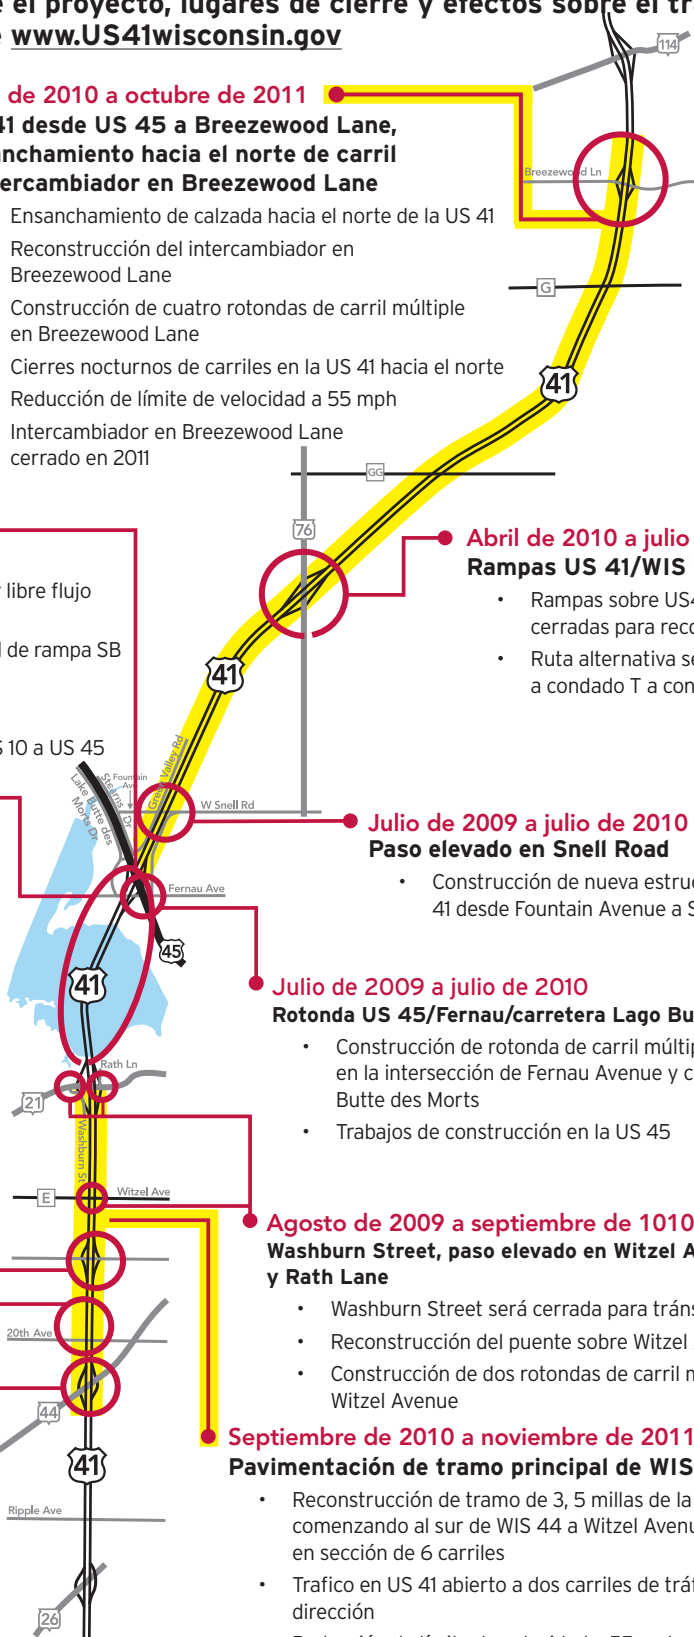 el proyecto, lugares de cierre y efectos sobre el
www.US41wisconsin.gov
114
de 2010 a octubre de 2011
41 desde US 45 a Breezewood Lane,
hacia el norte de carril
en Breezewood Lane
Breezewood Ln
Ensanchamiento de calzada hacia el norte de la US 41
Reconstrucción del intercambiador en
Breezewood Lane
G
Construcción de cuatro rotondas de carril múltiple
en Breezewood Lane
Cierres nocturnos de carriles en la US 41 hacia el norte
41
Reducción de límite de velocidad a 55 mph
Intercambiador en Breezewood Lane
cerrado en 2011
GG
76
Abril de 2010 a julio
Rampas US 41/WIS
• Rampas sobre US4
cerradas para reco
• Ruta alternativa se
a condado T a con
libre flujo
de rampa SB
41
10 a US 45
Green Valley Rd
Fountain
Ave
Stearns Dr
Lake Butte des
Morts Dr
W Snell Rd
Julio de 2009 a julio de 2010
Paso elevado en Snell Road
• Construcción de nueva estruc
41 desde Fountain Avenue a S
Fernau Ave
45
41
Julio de 2009 a julio de 2010
Rotonda US 45/Fernau/carretera Lago Bu
• Construcción de rotonda de carril múltip
en la intersección de Fernau Avenue y c
Butte des Morts
• Trabajos de construcción en la US 45
Rath Ln
21
Washburn St
E
Witzel Ave
Agosto de 2009 a septiembre de 1010
Washburn Street, paso elevado en Witzel A
y Rath Lane
• Washburn Street será cerrada para tráns
• Reconstrucción del puente sobre Witzel
• Construcción de dos rotondas de carril m
Witzel Avenue
20th Ave
44
41
Septiembre de 2010 a noviembre de 2011
Pavimentación de tramo principal de WIS
• Reconstrucción de tramo de 3, 5 millas de la
comenzando al sur de WIS 44 a Witzel Avenu
en sección de 6 carriles
• Trafico en US 41 abierto a dos carriles de tráf
dirección
Ripple Ave
26